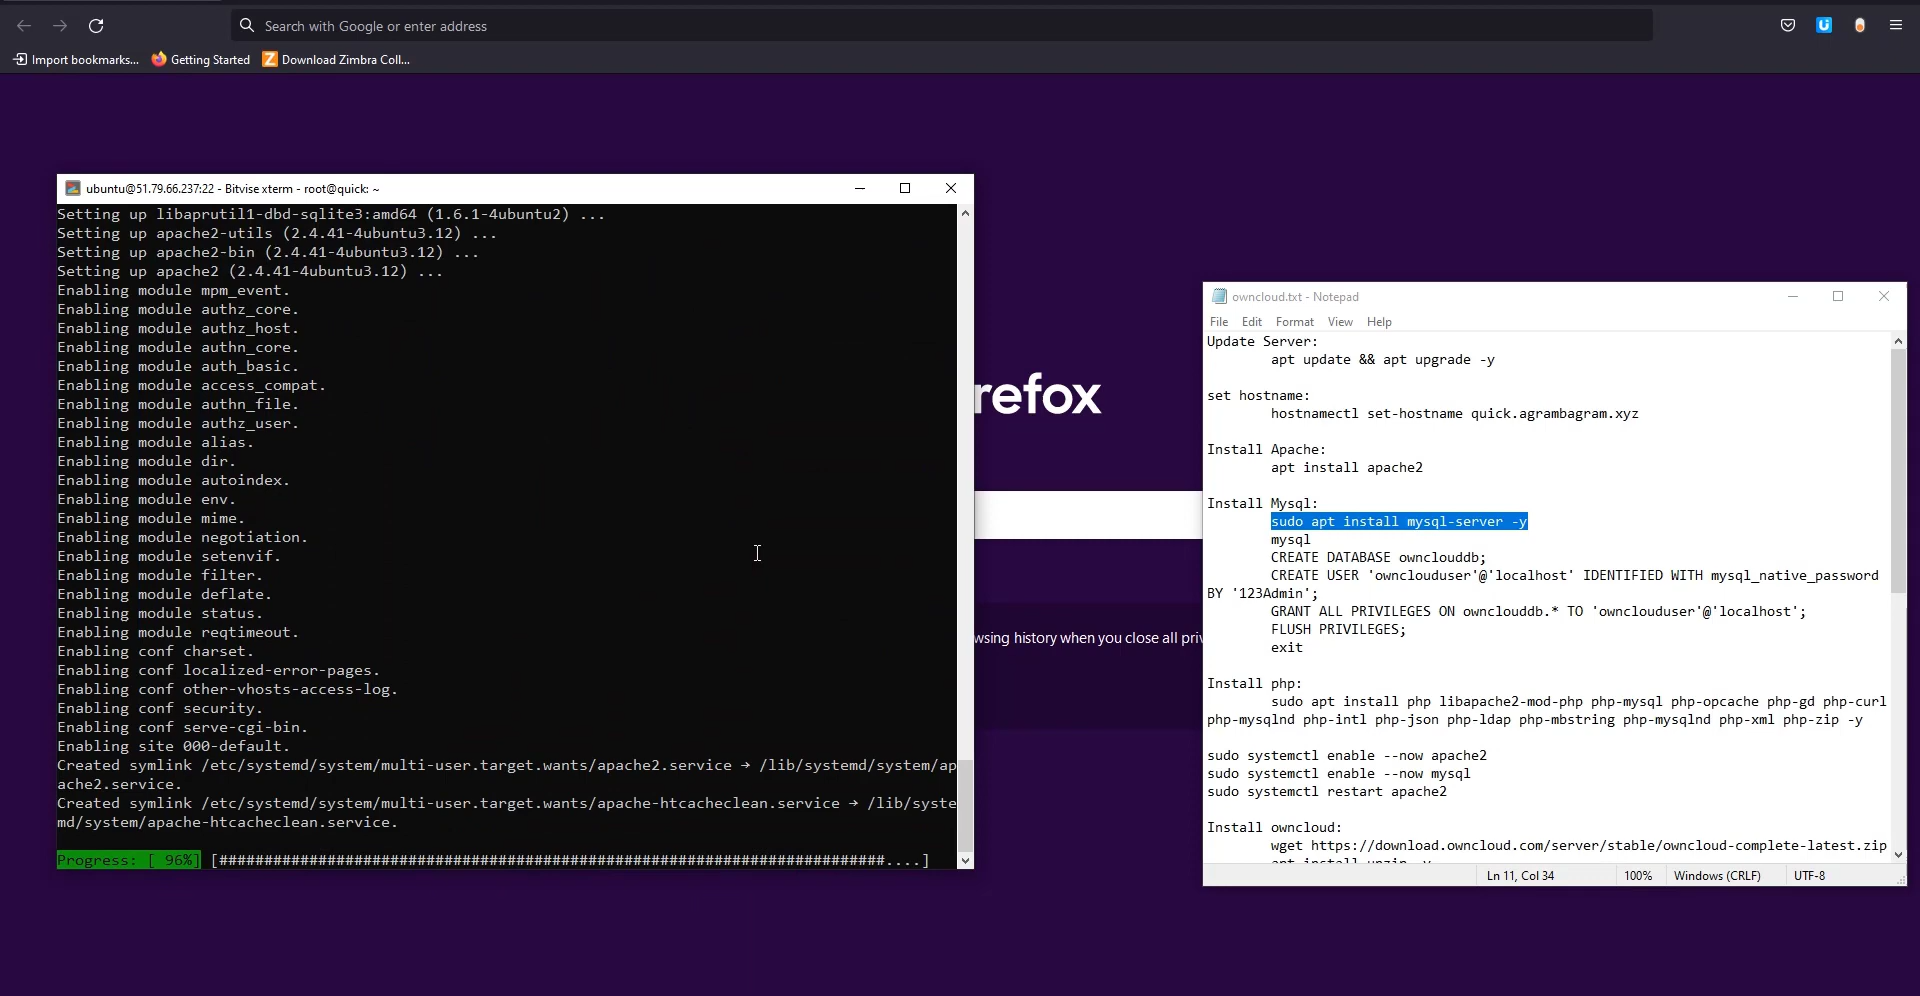 Search with Google or enter address
Import bookmarks... Getting Started Download Zimbra Coll...
ubuntu@51.79.66.237:22 - Bitvise xterm - root@quick: ~
Setting up libaprutil1-dbd-sqlite3:amd64 (1.6.1-4ubuntu2) ...
Setting up apache2-utils (2.4.41-4ubuntu3.12) ...
Setting up apache2-bin (2.4.41-4ubuntu3.12) ...
Setting up apache2 (2.4.41-4ubuntu3.12) ...
Enabling module mpm_event.
Enabling module authz_core.
Enabling module authz_host.
Enabling module authn_core.
Enabling module auth_basic.
Enabling module access_compat.
Enabling module authn_file.
Enabling module authz_user.
Enabling module alias.
Enabling module dir.
Enabling module autoindex.
Enabling module env.
Enabling module mime.
Enabling module negotiation.
Enabling module setenvif.
Enabling module filter.
Enabling module deflate.
Enabling module status.
Enabling module reqtimeout.
Enabling conf charset.
Enabling conf localized-error-pages.
Enabling conf other-vhosts-access-log.
Enabling conf security.
Enabling conf serve-cgi-bin.
Enabling site 000-default.
Created symlink /etc/systemd/system/multi-user.target.wants/apache2.service → /lib/systemd/system/ap
ache2.service.
Created symlink /etc/systemd/system/multi-user.target.wants/apache-htcacheclean.service → /lib/syste
md/system/apache-htcacheclean.service.
Progress: [ 96%] [##########################################################################....]
refox
wsing history when you close all priv
owncloud.txt - Notepad
File Edit Format View Help
Update Server:
apt update && apt upgrade -y
set hostname:
hostnamectl set-hostname quick.agrambagram.xyz
Install Apache:
apt install apache2
Install Mysql:
sudo apt install mysql-server -y
mysql
CREATE DATABASE ownclouddb;
CREATE USER 'ownclouduser'@'localhost' IDENTIFIED WITH mysql_native_password
BY '123Admin';
GRANT ALL PRIVILEGES ON ownclouddb.* TO 'ownclouduser'@'localhost';
FLUSH PRIVILEGES;
exit
Install php:
sudo apt install php libapache2-mod-php php-mysql php-opcache php-gd php-curl
php-mysqlnd php-intl php-json php-ldap php-mbstring php-mysqlnd php-xml php-zip -y
sudo systemctl enable --now apache2
sudo systemctl enable --now mysql
sudo systemctl restart apache2
Install owncloud:
wget https://download.owncloud.com/server/stable/owncloud-complete-latest.zip
apt install unzip -y
Ln 11, Col 34 100% Windows (CRLF) UTF-8